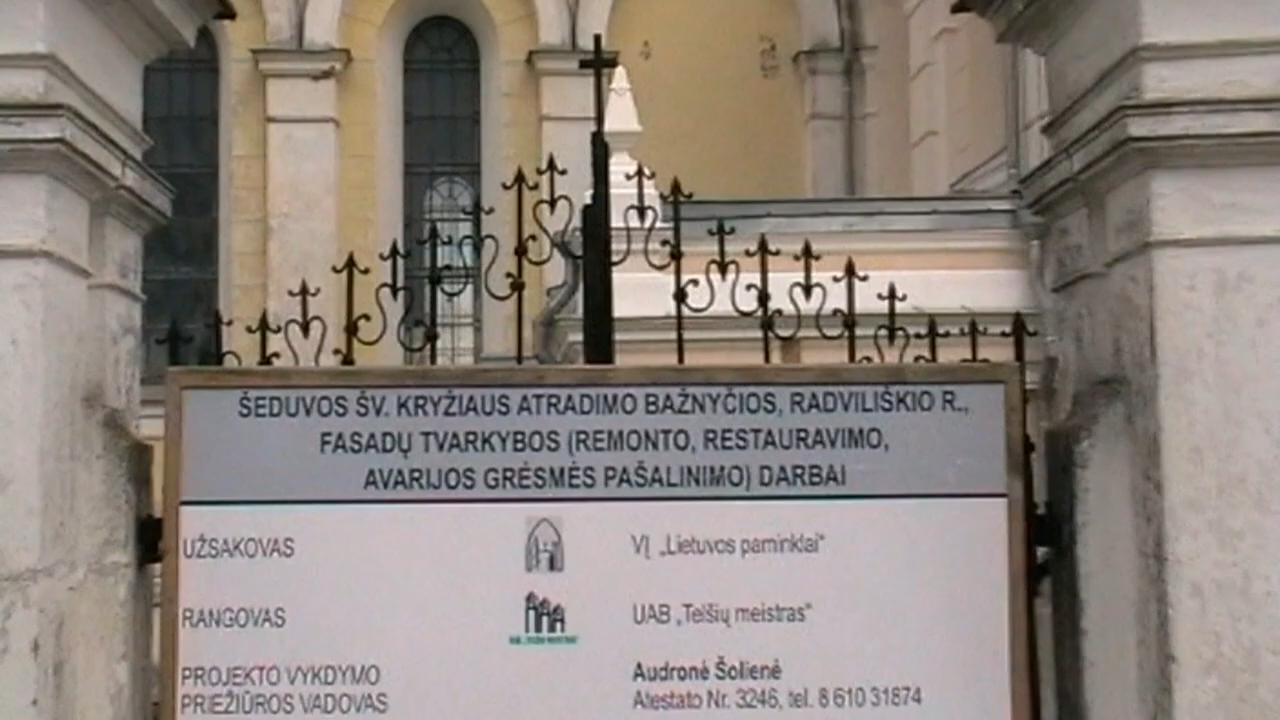 ŠEDUVOS ŠV. KRYŽIAUS ATRADIMO BAŽNYČIOS, RADVILIŠKIO R.,
FASADŲ TVARKYBOS (REMONTO, RESTAURAVIMO,
AVARIJOS GRĖSMĖS PAŠALINIMO) DARBAI
UŽSAKOVAS VĮ „Lietuvos paminklai“
RANGOVAS UAB „Telšių meistras“
PROJEKTO VYKDYMO Audronė Šolienė
PRIEŽIŪROS VADOVAS Atestato Nr. 3246, tel. 8 610 31874